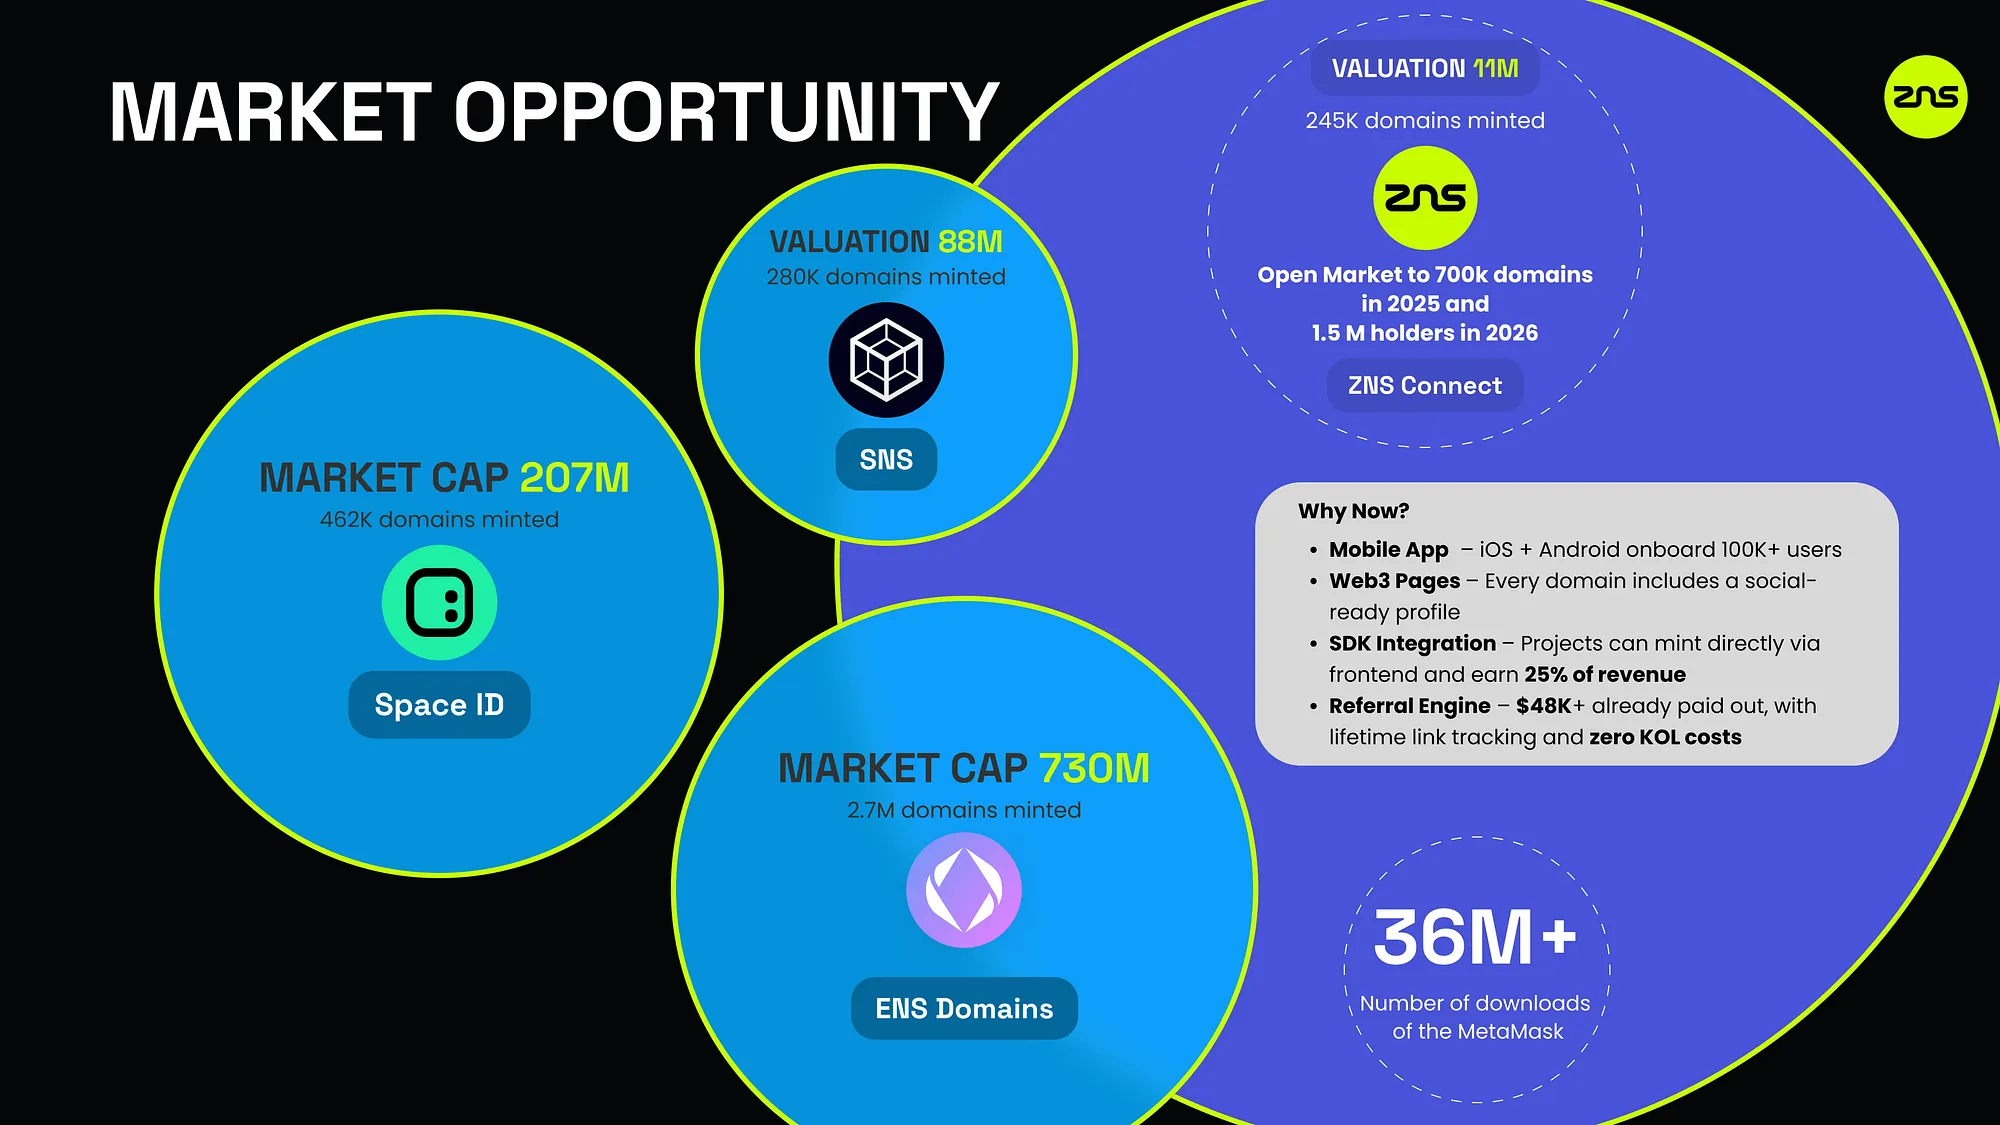 MARKET OPPORTUNITY
zns
VALUATION 11M
245K domains minted
zns
Open Market to 700k domains
in 2025 and
1.5 M holders in 2026
ZNS Connect
VALUATION 88M
280K domains minted
SNS
MARKET CAP 207M
462K domains minted
Space ID
MARKET CAP 730M
2.7M domains minted
ENS Domains
Why Now?
• Mobile App – iOS + Android onboard 100K+ users
• Web3 Pages – Every domain includes a social-
ready profile
• SDK Integration – Projects can mint directly via
frontend and earn 25% of revenue
• Referral Engine – $48K+ already paid out, with
lifetime link tracking and zero KOL costs
36M+
Number of downloads
of the MetaMask